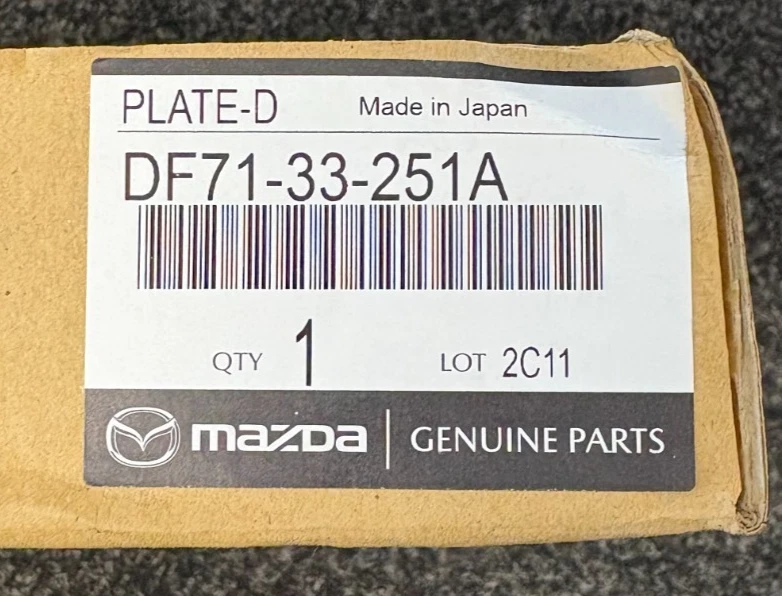 PLATE-D Made in Japan
DF71-33-251A
QTY 1 LOT 2C11
mazda GENUINE PARTS